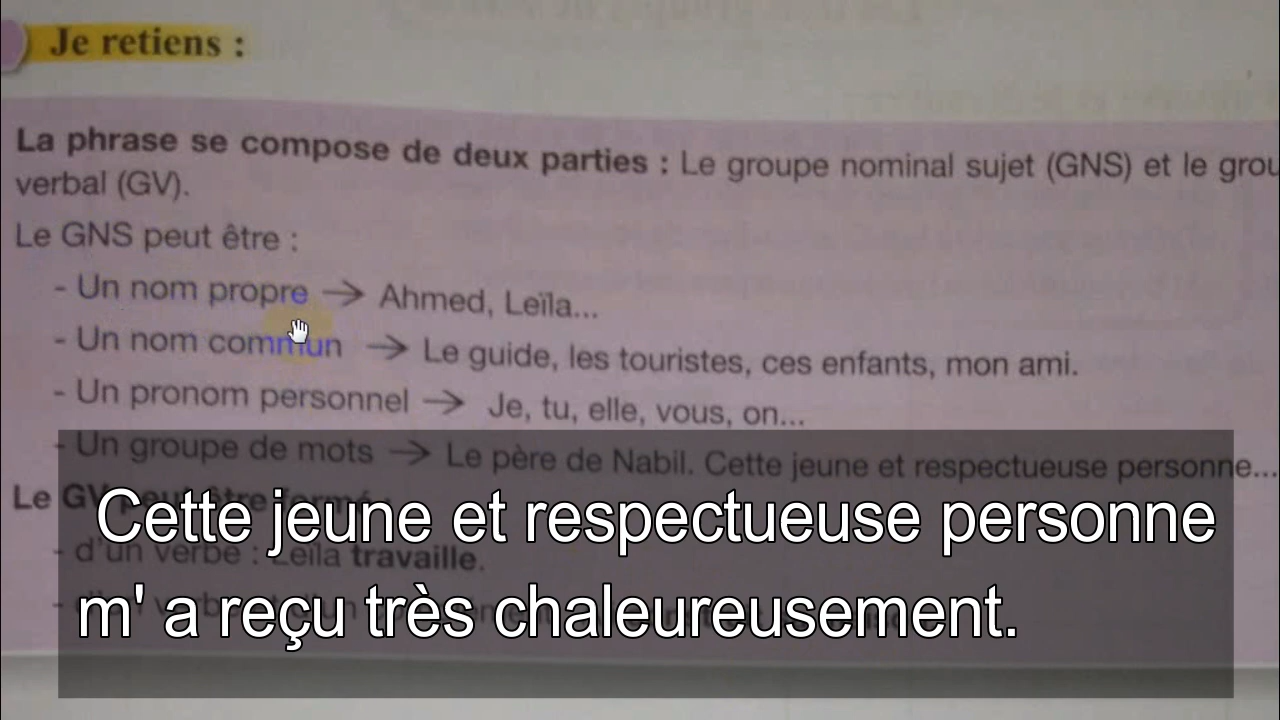 Je retiens :
La phrase se compose de deux parties : Le groupe nominal sujet (GNS) et le grou
verbal (GV).
Le GNS peut être :
- Un nom propre → Ahmed, Leïla...
- Un nom commun → Le guide, les touristes, ces enfants, mon ami.
- Un pronom personnel → Je, tu, elle, vous, on...
- Un groupe de mots → Le père de Nabil. Cette jeune et respectueuse personne...
Le GV peut être formé :
Cette jeune et respectueuse personne
- d'un verbe : Leïla travaille.
m' a reçu très chaleureusement.